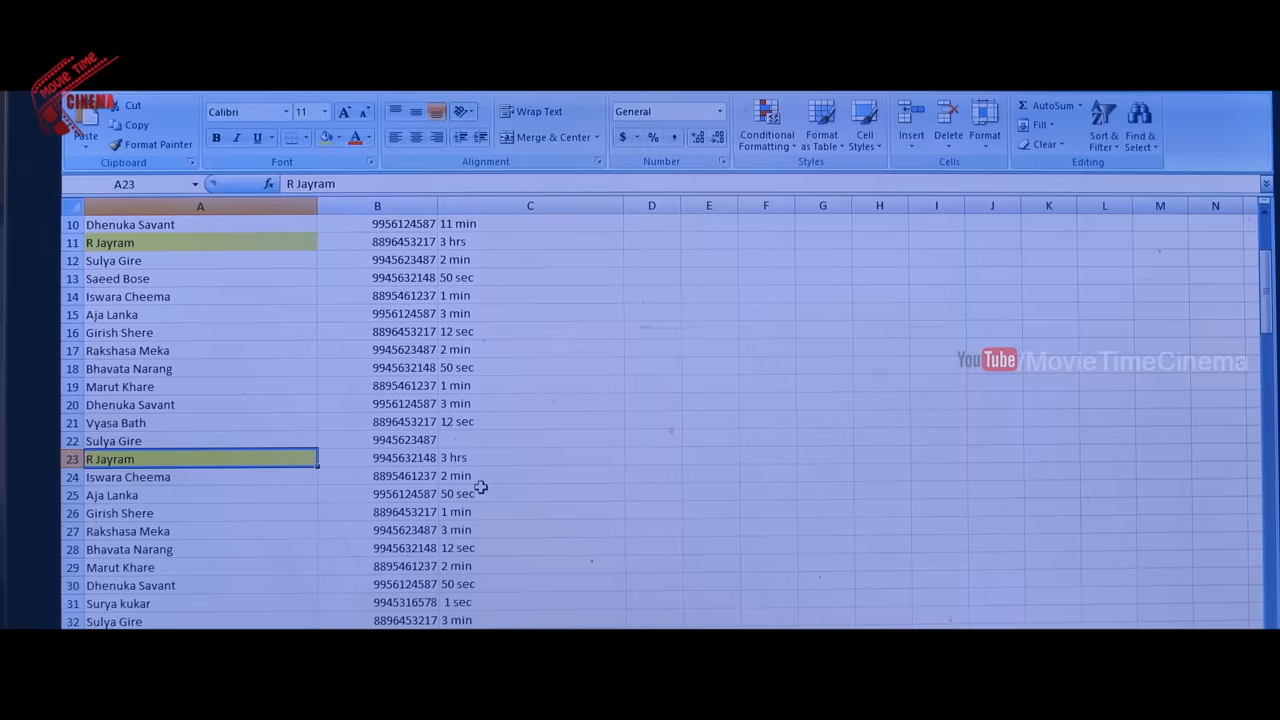 MOVIE TIME
CINEMA
Cut
Copy
Paste
Format Painter
Clipboard
Calibri 11
B I U
Font
Wrap Text
Merge & Center
Alignment
General
$ % ,
Number
Conditional Formatting
Format as Table
Cell Styles
Styles
Insert
Delete
Format
Cells
Σ AutoSum
Fill
Clear
Sort & Filter
Find & Select
Editing
A23 fx R Jayram
A B C D E F G H I J K L M N
10 Dhenuka Savant 9956124587 11 min
11 R Jayram 8896453217 3 hrs
12 Sulya Gire 9945623487 2 min
13 Saeed Bose 9945632148 50 sec
14 Iswara Cheema 8895461237 1 min
15 Aja Lanka 9956124587 3 min
16 Girish Shere 8896453217 12 sec
17 Rakshasa Meka 9945623487 2 min
18 Bhavata Narang 9945632148 50 sec
19 Marut Khare 8895461237 1 min
20 Dhenuka Savant 9956124587 3 min
21 Vyasa Bath 8896453217 12 sec
22 Sulya Gire 9945623487
23 R Jayram 9945632148 3 hrs
24 Iswara Cheema 8895461237 2 min
25 Aja Lanka 9956124587 50 sec
26 Girish Shere 8896453217 1 min
27 Rakshasa Meka 9945623487 3 min
28 Bhavata Narang 9945632148 12 sec
29 Marut Khare 8895461237 2 min
30 Dhenuka Savant 9956124587 50 sec
31 Surya kukar 9945316578 1 sec
32 Sulya Gire 8896453217 3 min
YouTube/MovieTimeCinema